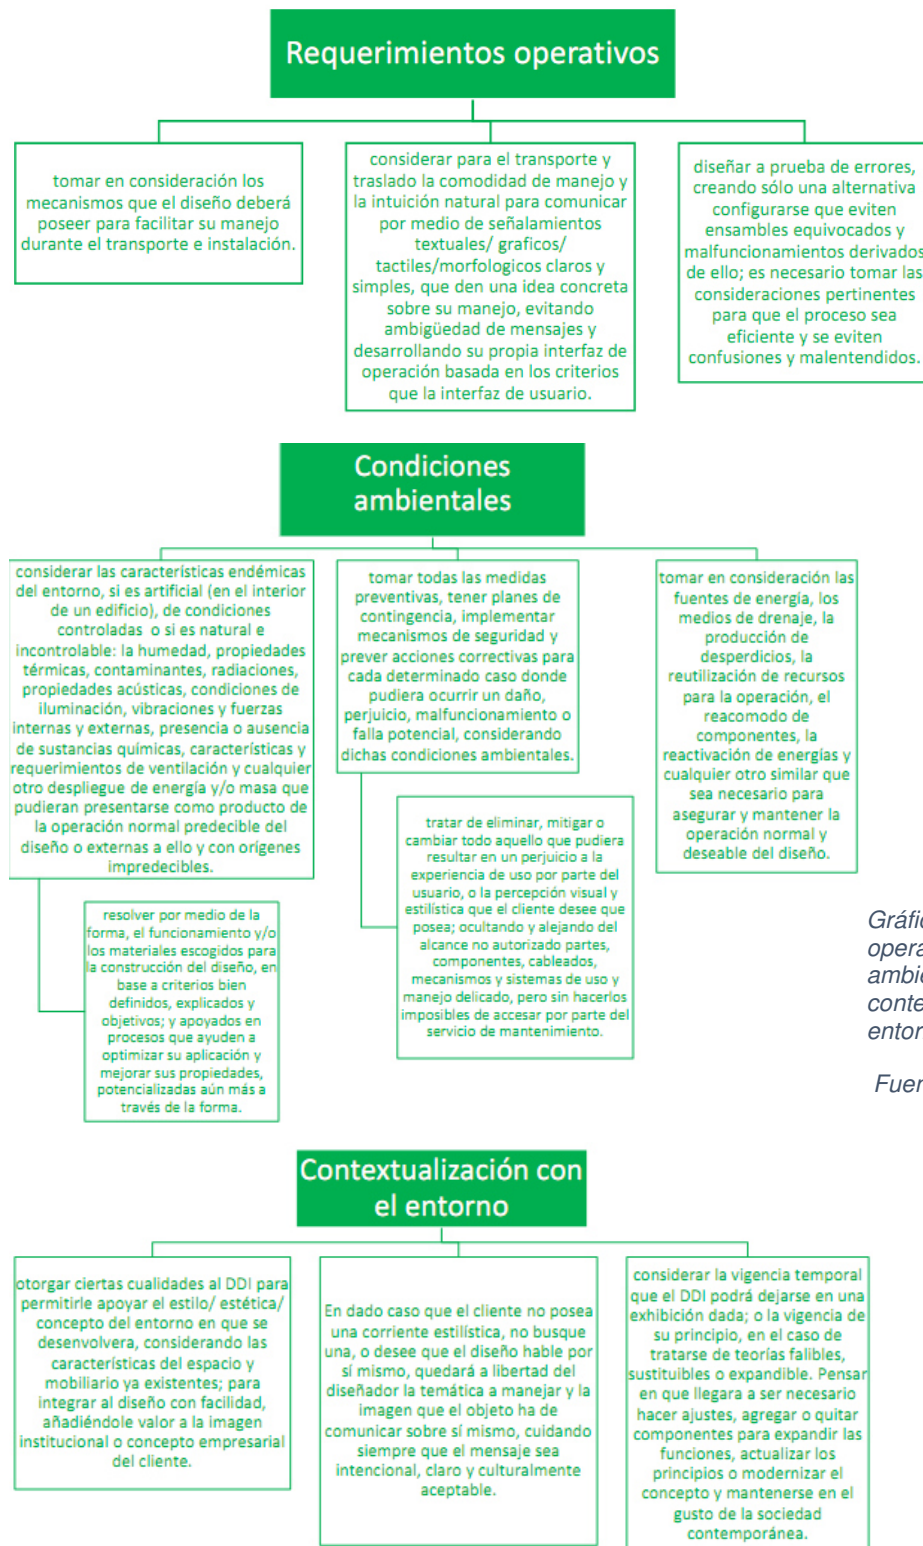 Requerimientos operativos
tomar en consideración los
mecanismos que el diseño deberá
poseer para facilitar su manejo
durante el transporte e instalación.
considerar para el transporte y
traslado la comodidad de manejo y
la intuición natural para comunicar
por medio de señalamientos
textuales/ graficos/
tactiles/morfologicos claros y
simples, que den una idea concreta
sobre su manejo, evitando
ambigüedad de mensajes y
desarrollando su propia interfaz de
operación basada en los criterios
que la interfaz de usuario.
diseñar a prueba de errores,
creando sólo una alternativa
configurarse que eviten
ensambles equivocados y
malfuncionamientos derivados
de ello; es necesario tomar las
consideraciones pertinentes
para que el proceso sea
eficiente y se eviten
confusiones y malentendidos.
Condiciones
ambientales
considerar las características endémicas
del entorno, si es artificial (en el interior
de un edificio), de condiciones
controladas o si es natural e
incontrolable: la humedad, propiedades
térmicas, contaminantes, radiaciones,
propiedades acústicas, condiciones de
iluminación, vibraciones y fuerzas
internas y externas, presencia o ausencia
de sustancias químicas, características y
requerimientos de ventilación y cualquier
otro despliegue de energía y/o masa que
pudieran presentarse como producto de
la operación normal predecible del
diseño o externas a ello y con orígenes
impredecibles.
resolver por medio de la
forma, el funcionamiento y/o
los materiales escogidos para
la construcción del diseño, en
base a criterios bien
definidos, explicados y
objetivos; y apoyados en
procesos que ayuden a
optimizar su aplicación y
mejorar sus propiedades,
potencializadas aún más a
través de la forma.
tomar todas las medidas
preventivas, tener planes de
contingencia, implementar
mecanismos de seguridad y
prever acciones correctivas para
cada determinado caso donde
pudiera ocurrir un daño,
perjuicio, malfuncionamiento o
falla potencial, considerando
dichas condiciones ambientales.
tratar de eliminar, mitigar o
cambiar todo aquello que pudiera
resultar en un perjuicio a la
experiencia de uso por parte del
usuario, o la percepción visual y
estilística que el cliente desee que
posea; ocultando y alejando del
alcance no autorizado partes,
componentes, cableados,
mecanismos y sistemas de uso y
manejo delicado, pero sin hacerlos
imposibles de accesar por parte del
servicio de mantenimiento.
tomar en consideración las
fuentes de energía, los
medios de drenaje, la
producción de
desperdicios, la
reutilización de recursos
para la operación, el
reacomodo de
componentes, la
reactivación de energías y
cualquier otro similar que
sea necesario para
asegurar y mantener la
operación normal y
deseable del diseño.
Gráfic
opera
ambie
conte
entor
Fuer
Contextualización con
el entorno
otorgar ciertas cualidades al DDI para
permitirle apoyar el estilo/ estética/
concepto del entorno en que se
desenvolvera, considerando las
características del espacio y
mobiliario ya existentes; para
integrar al diseño con facilidad,
añadiéndole valor a la imagen
institucional o concepto empresarial
del cliente.
En dado caso que el cliente no posea
una corriente estilística, no busque
una, o desee que el diseño hable por
sí mismo, quedará a libertad del
diseñador la temática a manejar y la
imagen que el objeto ha de
comunicar sobre sí mismo, cuidando
siempre que el mensaje sea
intencional, claro y culturalmente
aceptable.
considerar la vigencia temporal
que el DDI podrá dejarse en una
exhibición dada; o la vigencia de
su principio, en el caso de
tratarse de teorías falibles,
sustituibles o expandible. Pensar
en que llegara a ser necesario
hacer ajustes, agregar o quitar
componentes para expandir las
funciones, actualizar los
principios o modernizar el
concepto y mantenerse en el
gusto de la sociedad
contemporánea.